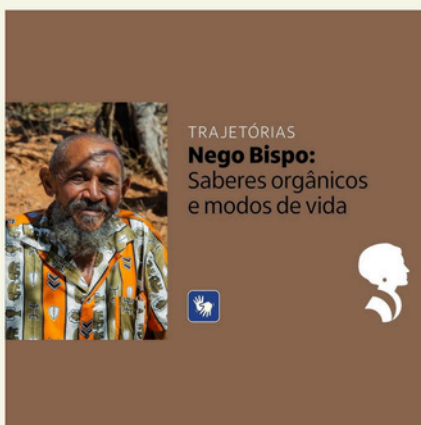 TRAJETÓRIAS
Nego Bispo:
Saberes orgânicos
e modos de vida